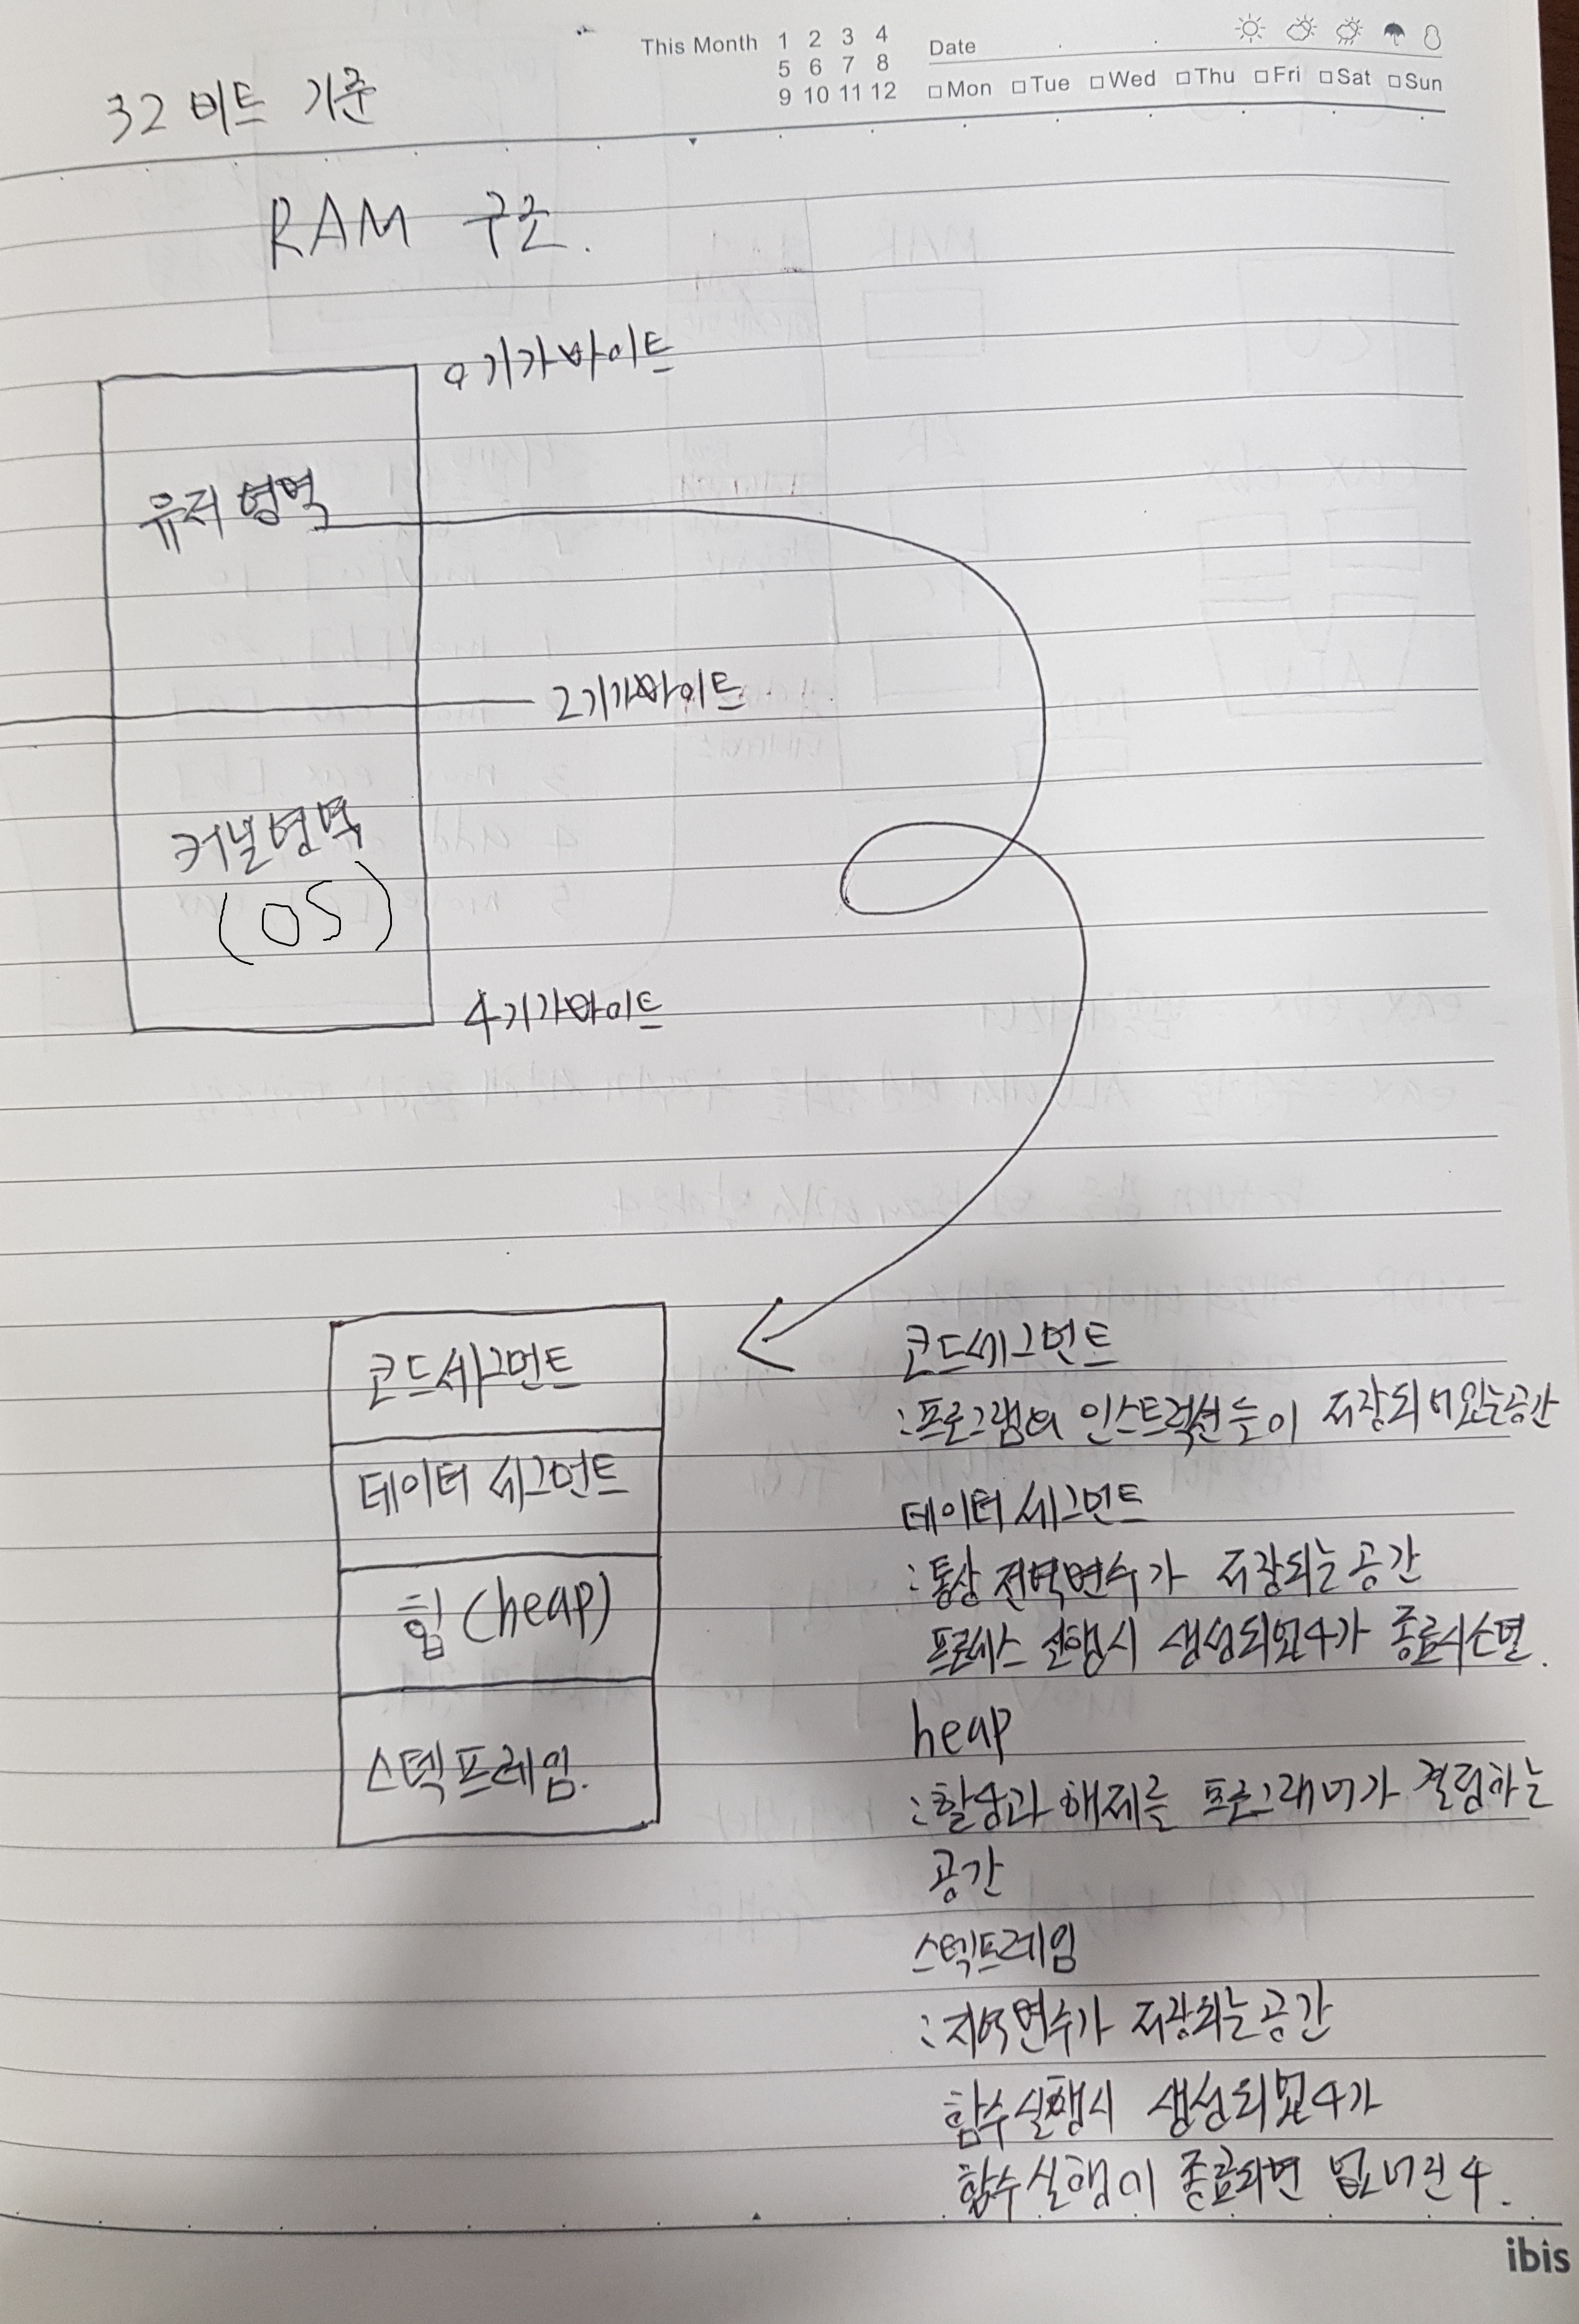 This Month 1 2 3 4
5 6 7 8
9 10 11 12
Date
Mon Tue Wed Thu Fri Sat Sun
32 비트 기준
RAM 구조.
0기가바이트
유저영역
2기가바이트
커널영역
(OS)
4기가바이트
코드세그먼트
데이터 세그먼트
힙(heap)
스텍프레임.
코드세그먼트
:프로그램의 인스트럭션들이 저장되어있는공간
데이터 세그먼트
:통상 전역변수가 저장되는 공간
프로세스 실행시 생성되었다가 종료시소멸.
heap
:할당과 해제를 프로그래머가 결정하는
공간
스텍프레임
:지역변수가 저장되는공간
함수실행시 생성되었다가
함수실행이 종료되면 없어진다.
ibis